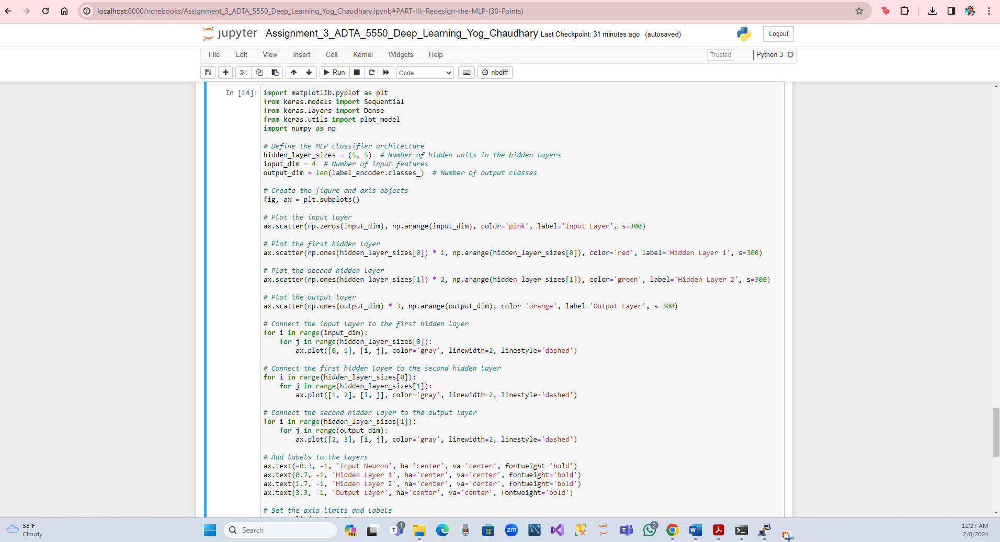 localhost:8000/notebooks/Assignment_3_ADTA_5550_Deep_Learning_Yog_Chaudhary.ipynb#PART-III:-Redesign-the-MLP-(30-Points)
Tp
jupyter Assignment_3_ADTA_5550_Deep_Learning_Yog_Chaudhary Last Checkpoint: 31 minutes ago (autosaved)
Logout
File Edit View Insert Cell Kernel Widgets Help
Trusted Python 3
Run Code nbdiff
In [14]:
import matplotlib.pyplot as plt
from keras.models import Sequential
from keras.layers import Dense
from keras.utils import plot_model
import numpy as np
# Define the MLP classifier architecture
hidden_layer_sizes = (5, 5)  # Number of hidden units in the hidden layers
input_dim = 4  # Number of input features
output_dim = len(label_encoder.classes_)  # Number of output classes
# Create the figure and axis objects
fig, ax = plt.subplots()
# Plot the input layer
ax.scatter(np.zeros(input_dim), np.arange(input_dim), color='pink', label='Input Layer', s=300)
# Plot the first hidden layer
ax.scatter(np.ones(hidden_layer_sizes[0]) * 1, np.arange(hidden_layer_sizes[0]), color='red', label='Hidden Layer 1', s=300)
# Plot the second hidden layer
ax.scatter(np.ones(hidden_layer_sizes[1]) * 2, np.arange(hidden_layer_sizes[1]), color='green', label='Hidden Layer 2', s=300)
# Plot the output layer
ax.scatter(np.ones(output_dim) * 3, np.arange(output_dim), color='orange', label='Output Layer', s=300)
# Connect the input layer to the first hidden layer
for i in range(input_dim):
    for j in range(hidden_layer_sizes[0]):
        ax.plot([0, 1], [i, j], color='gray', linewidth=2, linestyle='dashed')
# Connect the first hidden layer to the second hidden layer
for i in range(hidden_layer_sizes[0]):
    for j in range(hidden_layer_sizes[1]):
        ax.plot([1, 2], [i, j], color='gray', linewidth=2, linestyle='dashed')
# Connect the second hidden layer to the output layer
for i in range(hidden_layer_sizes[1]):
    for j in range(output_dim):
        ax.plot([2, 3], [i, j], color='gray', linewidth=2, linestyle='dashed')
# Add labels to the layers
ax.text(-0.3, -1, 'Input Neuron', ha='center', va='center', fontweight='bold')
ax.text(0.7, -1, 'Hidden Layer 1', ha='center', va='center', fontweight='bold')
ax.text(1.7, -1, 'Hidden Layer 2', ha='center', va='center', fontweight='bold')
ax.text(3.3, -1, 'Output Layer', ha='center', va='center', fontweight='bold')
# Set the axis limits and labels
58°F
Cloudy
Search
PRE
1
zm
2
12:27 AM
2/8/2024